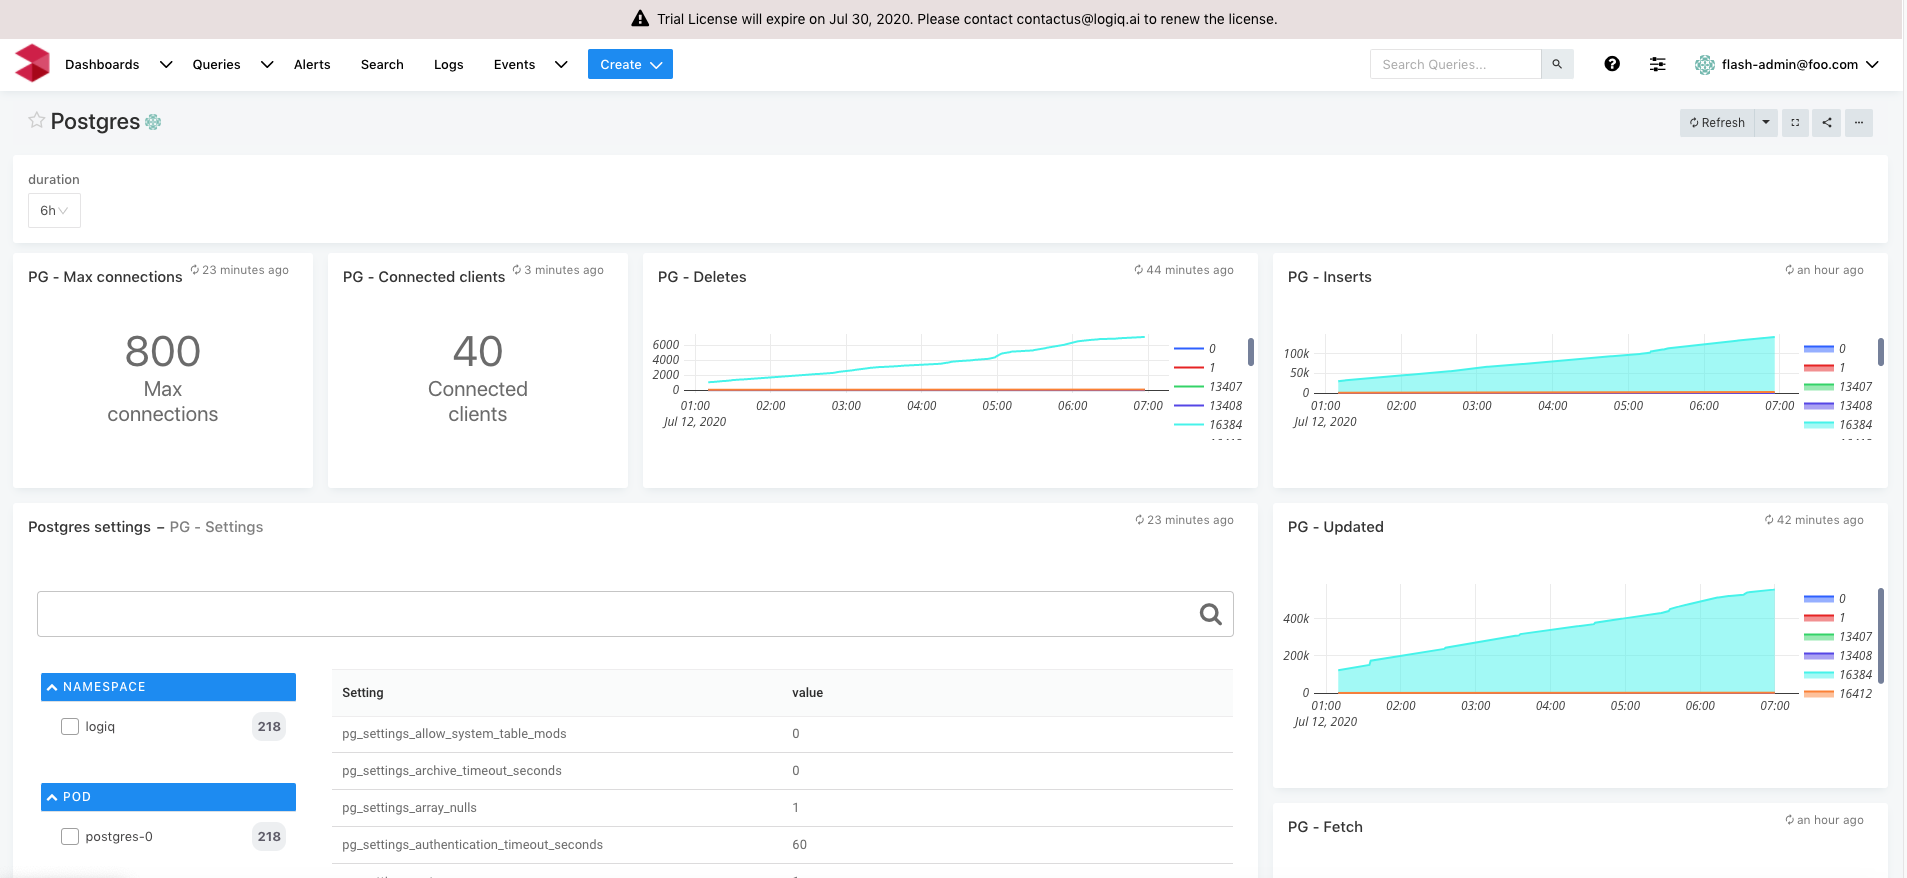 Trial License will expire on Jul 30, 2020. Please contact contactus@logiq.ai to renew the license.
Dashboards Queries Alerts Search Logs Events Create Search Queries... flash-admin@foo.com
Postgres
Refresh
duration
6h
PG - Max connections 23 minutes ago
800
Max
connections
PG - Connected clients 3 minutes ago
40
Connected
clients
PG - Deletes 44 minutes ago
6000
4000
2000
0
01:00 02:00 03:00 04:00 05:00 06:00 07:00
Jul 12, 2020
0
1
13407
13408
16384
PG - Inserts an hour ago
100k
50k
0
01:00 02:00 03:00 04:00 05:00 06:00 07:00
Jul 12, 2020
0
1
13407
13408
16384
Postgres settings – PG - Settings 23 minutes ago
NAMESPACE
logiq 218
POD
postgres-0 218
Setting value
pg_settings_allow_system_table_mods 0
pg_settings_archive_timeout_seconds 0
pg_settings_array_nulls 1
pg_settings_authentication_timeout_seconds 60
PG - Updated 42 minutes ago
400k
200k
0
01:00 02:00 03:00 04:00 05:00 06:00 07:00
Jul 12, 2020
0
1
13407
13408
16384
16412
PG - Fetch an hour ago